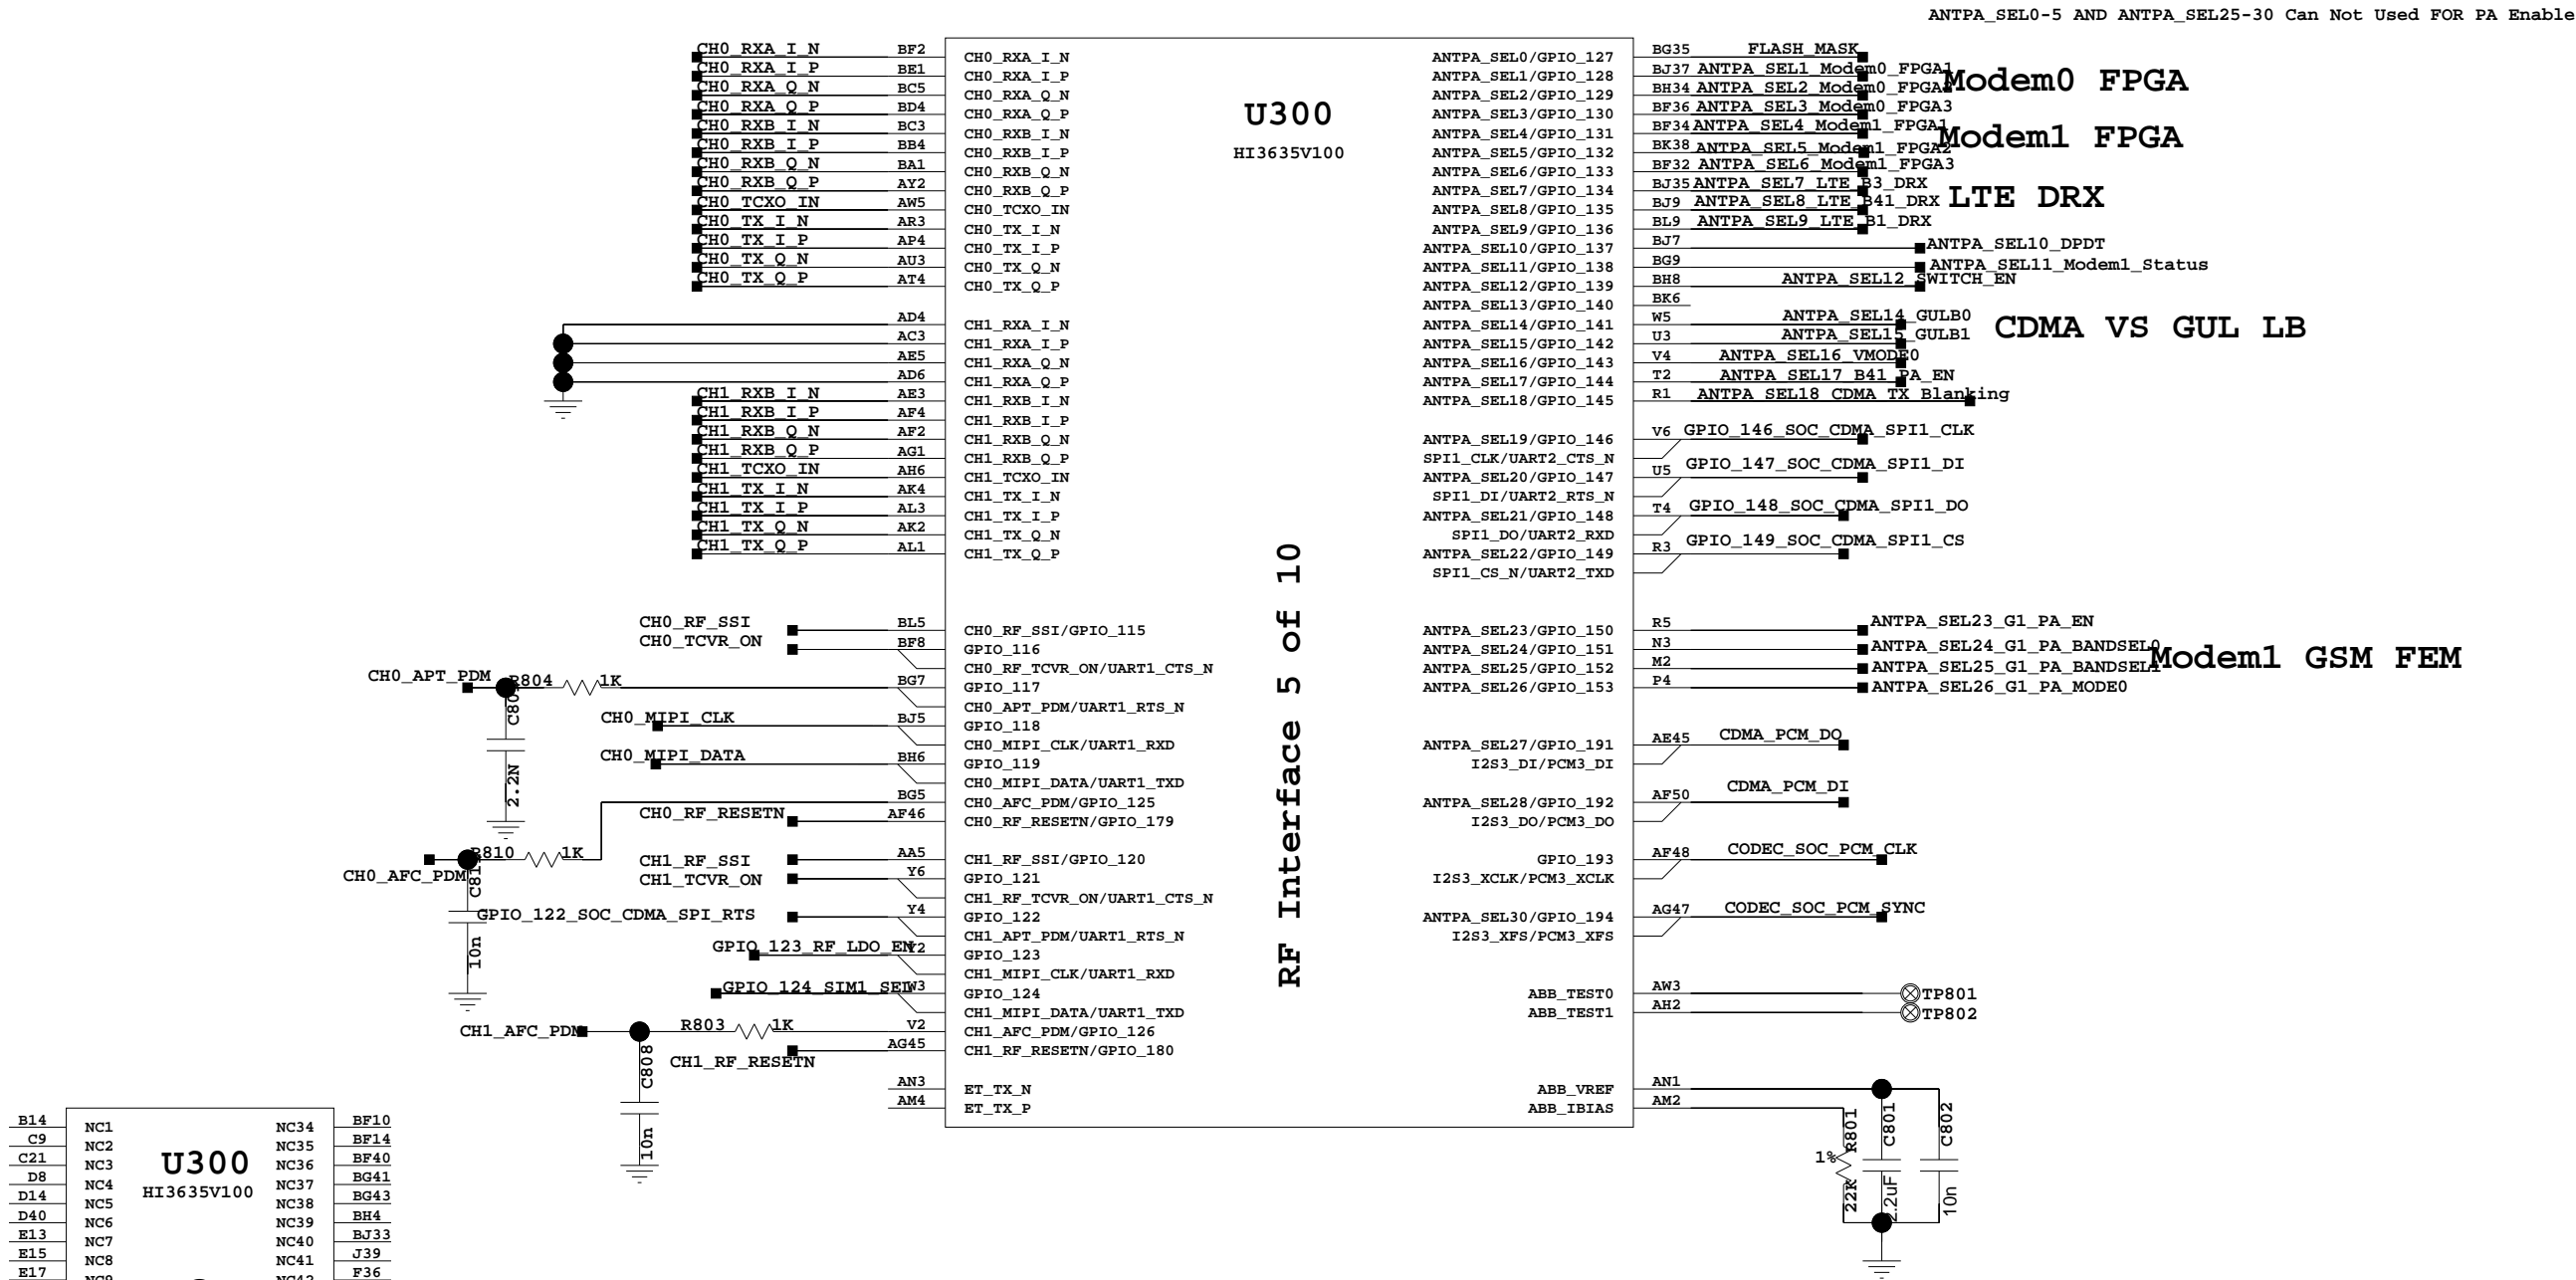 ANTPA_SEL0-5 AND ANTPA_SEL25-30 Can Not Used FOR PA Enable
U300
HI3635V100
RF Interface 5 of 10
CH0_RXA_I_N BF2 CH0_RXA_I_N
CH0_RXA_I_P BE1 CH0_RXA_I_P
CH0_RXA_Q_N BC5 CH0_RXA_Q_N
CH0_RXA_Q_P BD4 CH0_RXA_Q_P
CH0_RXB_I_N BC3 CH0_RXB_I_N
CH0_RXB_I_P BB4 CH0_RXB_I_P
CH0_RXB_Q_N BA1 CH0_RXB_Q_N
CH0_RXB_Q_P AY2 CH0_RXB_Q_P
CH0_TCXO_IN AW5 CH0_TCXO_IN
CH0_TX_I_N AR3 CH0_TX_I_N
CH0_TX_I_P AP4 CH0_TX_I_P
CH0_TX_Q_N AU3 CH0_TX_Q_N
CH0_TX_Q_P AT4 CH0_TX_Q_P
AD4 CH1_RXA_I_N
AC3 CH1_RXA_I_P
AE5 CH1_RXA_Q_N
AD6 CH1_RXA_Q_P
CH1_RXB_I_N AE3 CH1_RXB_I_N
CH1_RXB_I_P AF4 CH1_RXB_I_P
CH1_RXB_Q_N AF2 CH1_RXB_Q_N
CH1_RXB_Q_P AG1 CH1_RXB_Q_P
CH1_TCXO_IN AH6 CH1_TCXO_IN
CH1_TX_I_N AK4 CH1_TX_I_N
CH1_TX_I_P AL3 CH1_TX_I_P
CH1_TX_Q_N AK2 CH1_TX_Q_N
CH1_TX_Q_P AL1 CH1_TX_Q_P
CH0_RF_SSI BL5 CH0_RF_SSI/GPIO_115
CH0_TCVR_ON BF8 GPIO_116
CH0_RF_TCVR_ON/UART1_CTS_N
CH0_APT_PDM R804 1K BG7 GPIO_117
CH0_APT_PDM/UART1_RTS_N
2.2N
CH0_MIPI_CLK BJ5 GPIO_118
CH0_MIPI_CLK/UART1_RXD
CH0_MIPI_DATA BH6 GPIO_119
CH0_MIPI_DATA/UART1_TXD
BG5 CH0_AFC_PDM/GPIO_125
CH0_RF_RESETN AF46 CH0_RF_RESETN/GPIO_179
CH0_AFC_PDM R810 1K
10n
CH1_RF_SSI AA5 CH1_RF_SSI/GPIO_120
CH1_TCVR_ON Y6 GPIO_121
CH1_RF_TCVR_ON/UART1_CTS_N
GPIO_122_SOC_CDMA_SPI_RTS Y4 GPIO_122
CH1_APT_PDM/UART1_RTS_N
GPIO_123_RF_LDO_EN Y2 GPIO_123
CH1_MIPI_CLK/UART1_RXD
GPIO_124_SIM1_SEL W3 GPIO_124
CH1_MIPI_DATA/UART1_TXD
CH1_AFC_PDM R803 1K V2 CH1_AFC_PDM/GPIO_126
CH1_RF_RESETN AG45 CH1_RF_RESETN/GPIO_180
C808
10n
AN3 ET_TX_N
AM4 ET_TX_P
ANTPA_SEL0/GPIO_127 BG35 FLASH_MASK
ANTPA_SEL1/GPIO_128 BJ37 ANTPA_SEL1_Modem0_FPGA1
ANTPA_SEL2/GPIO_129 BH34 ANTPA_SEL2_Modem0_FPGA2
ANTPA_SEL3/GPIO_130 BF36 ANTPA_SEL3_Modem0_FPGA3
Modem0 FPGA
ANTPA_SEL4/GPIO_131 BF34 ANTPA_SEL4_Modem1_FPGA1
ANTPA_SEL5/GPIO_132 BK38 ANTPA_SEL5_Modem1_FPGA2
ANTPA_SEL6/GPIO_133 BF32 ANTPA_SEL6_Modem1_FPGA3
Modem1 FPGA
ANTPA_SEL7/GPIO_134 BJ35 ANTPA_SEL7_LTE_B3_DRX
ANTPA_SEL8/GPIO_135 BJ9 ANTPA_SEL8_LTE_B41_DRX
ANTPA_SEL9/GPIO_136 BL9 ANTPA_SEL9_LTE_B1_DRX
LTE DRX
ANTPA_SEL10/GPIO_137 BJ7 ANTPA_SEL10_DPDT
ANTPA_SEL11/GPIO_138 BG9 ANTPA_SEL11_Modem1_Status
ANTPA_SEL12/GPIO_139 BH8 ANTPA_SEL12_SWITCH_EN
ANTPA_SEL13/GPIO_140 BK6
ANTPA_SEL14/GPIO_141 W5 ANTPA_SEL14_GULB0
ANTPA_SEL15/GPIO_142 U3 ANTPA_SEL15_GULB1
CDMA VS GUL LB
ANTPA_SEL16/GPIO_143 V4 ANTPA_SEL16_VMODE0
ANTPA_SEL17/GPIO_144 T2 ANTPA_SEL17_B41_PA_EN
ANTPA_SEL18/GPIO_145 R1 ANTPA_SEL18_CDMA_TX_Blanking
ANTPA_SEL19/GPIO_146 V6 GPIO_146_SOC_CDMA_SPI1_CLK
SPI1_CLK/UART2_CTS_N
ANTPA_SEL20/GPIO_147 U5 GPIO_147_SOC_CDMA_SPI1_DI
SPI1_DI/UART2_RTS_N
ANTPA_SEL21/GPIO_148 T4 GPIO_148_SOC_CDMA_SPI1_DO
SPI1_DO/UART2_RXD
ANTPA_SEL22/GPIO_149 R3 GPIO_149_SOC_CDMA_SPI1_CS
SPI1_CS_N/UART2_TXD
ANTPA_SEL23/GPIO_150 R5 ANTPA_SEL23_G1_PA_EN
ANTPA_SEL24/GPIO_151 N3 ANTPA_SEL24_G1_PA_BANDSEL0
ANTPA_SEL25/GPIO_152 M2 ANTPA_SEL25_G1_PA_BANDSEL1
ANTPA_SEL26/GPIO_153 P4 ANTPA_SEL26_G1_PA_MODE0
Modem1 GSM FEM
ANTPA_SEL27/GPIO_191 AE45 CDMA_PCM_DO
I2S3_DI/PCM3_DI
ANTPA_SEL28/GPIO_192 AF50 CDMA_PCM_DI
I2S3_DO/PCM3_DO
GPIO_193 AF48 CODEC_SOC_PCM_CLK
I2S3_XCLK/PCM3_XCLK
ANTPA_SEL30/GPIO_194 AG47 CODEC_SOC_PCM_SYNC
I2S3_XFS/PCM3_XFS
ABB_TEST0 AW3 TP801
ABB_TEST1 AH2 TP802
ABB_VREF AN1
ABB_IBIAS AM2
R801 C801 C802
1%
22K 2.2uF 10n
U300
HI3635V100
B14 NC1 NC34 BF10
C9 NC2 NC35 BF14
C21 NC3 NC36 BF40
D8 NC4 NC37 BG41
D14 NC5 NC38 BG43
D40 NC6 NC39 BH4
E13 NC7 NC40 BJ33
E15 NC8 NC41 J39
E17 F36